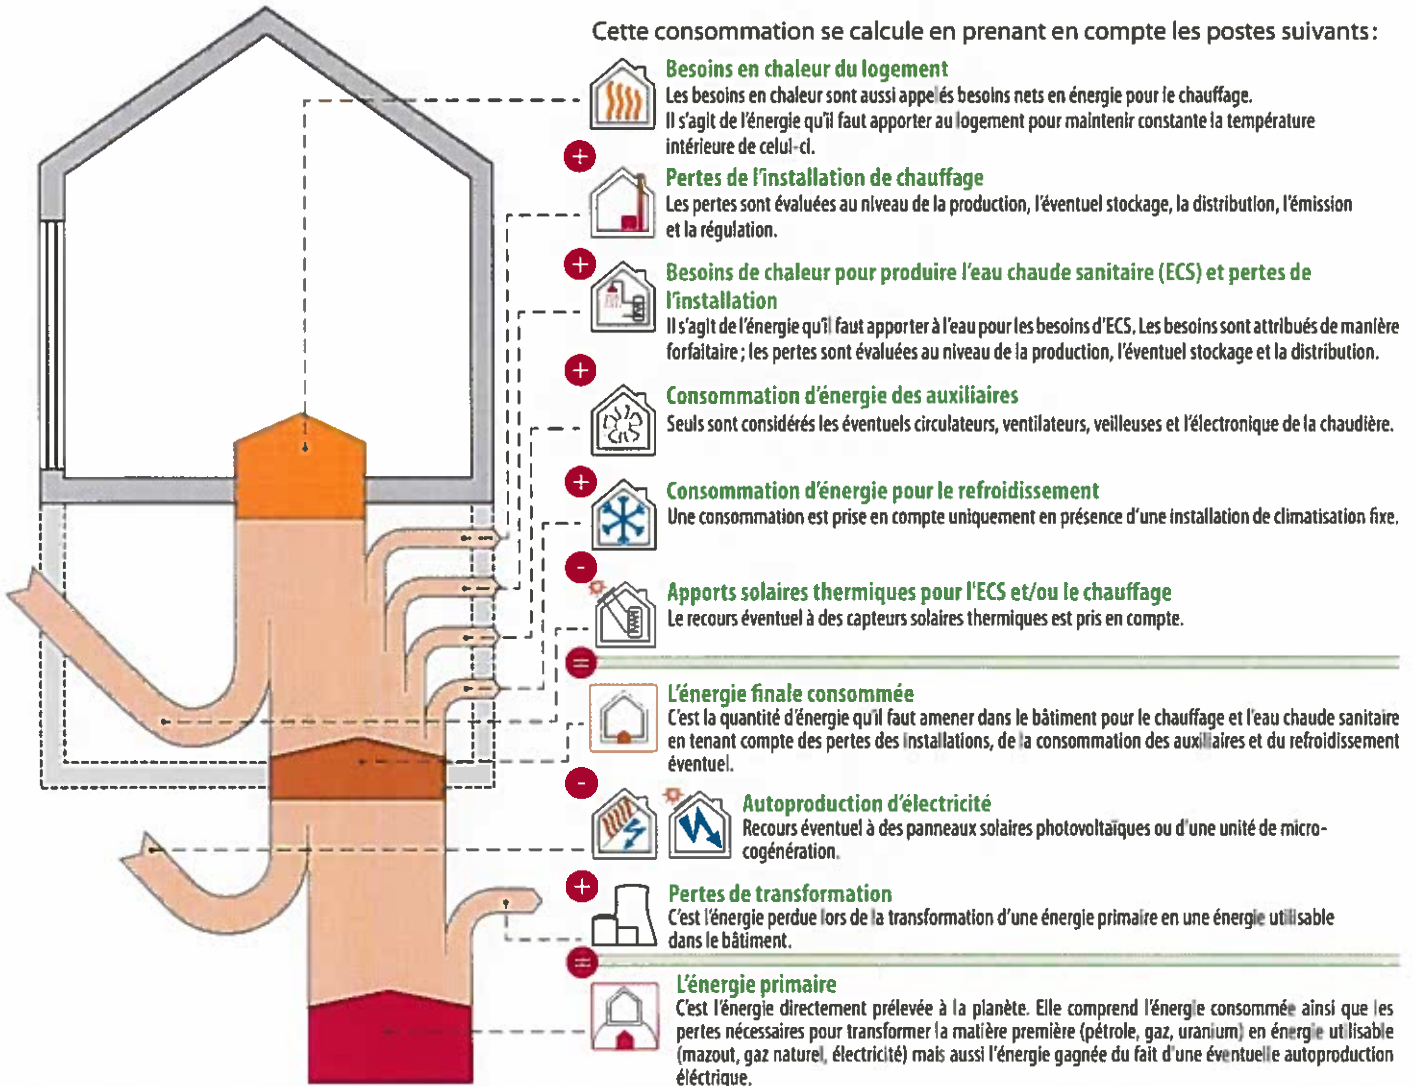 Cette consommation se calcule en prenant en compte les postes suivants:
Besoins en chaleur du logement
Les besoins en chaleur sont aussi appelés besoins nets en énergie pour le chauffage.
Il s'agit de l'énergie qu'il faut apporter au logement pour maintenir constante la température
intérieure de celui-ci.
+
Pertes de l'installation de chauffage
Les pertes sont évaluées au niveau de la production, l'éventuel stockage, la distribution, l'émission
et la régulation.
+
Besoins de chaleur pour produire l'eau chaude sanitaire (ECS) et pertes de
l'installation
Il s'agit de l'énergie qu'il faut apporter à l'eau pour les besoins d'ECS. Les besoins sont attribués de manière
forfaitaire; les pertes sont évaluées au niveau de la production, l'éventuel stockage et la distribution.
+
Consommation d'énergie des auxiliaires
Seuls sont considérés les éventuels circulateurs, ventilateurs, veilleuses et l'électronique de la chaudière.
+
Consommation d'énergie pour le refroidissement
Une consommation est prise en compte uniquement en présence d'une installation de climatisation fixe.
-
Apports solaires thermiques pour l'ECS et/ou le chauffage
Le recours éventuel à des capteurs solaires thermiques est pris en compte.
=
L'énergie finale consommée
C'est la quantité d'énergie qu'il faut amener dans le bâtiment pour le chauffage et l'eau chaude sanitaire
en tenant compte des pertes des installations, de la consommation des auxiliaires et du refroidissement
éventuel.
-
Autoproduction d'électricité
Recours éventuel à des panneaux solaires photovoltaïques ou d'une unité de micro-
cogénération.
+
Pertes de transformation
C'est l'énergie perdue lors de la transformation d'une énergie primaire en une énergie utilisable
dans le bâtiment.
=
L'énergie primaire
C'est l'énergie directement prélevée à la planète. Elle comprend l'énergie consommée ainsi que les
pertes nécessaires pour transformer la matière première (pétrole, gaz, uranium) en énergie utilisable
(mazout, gaz naturel, électricité) mais aussi l'énergie gagnée du fait d'une éventuelle autoproduction
éléctrique.